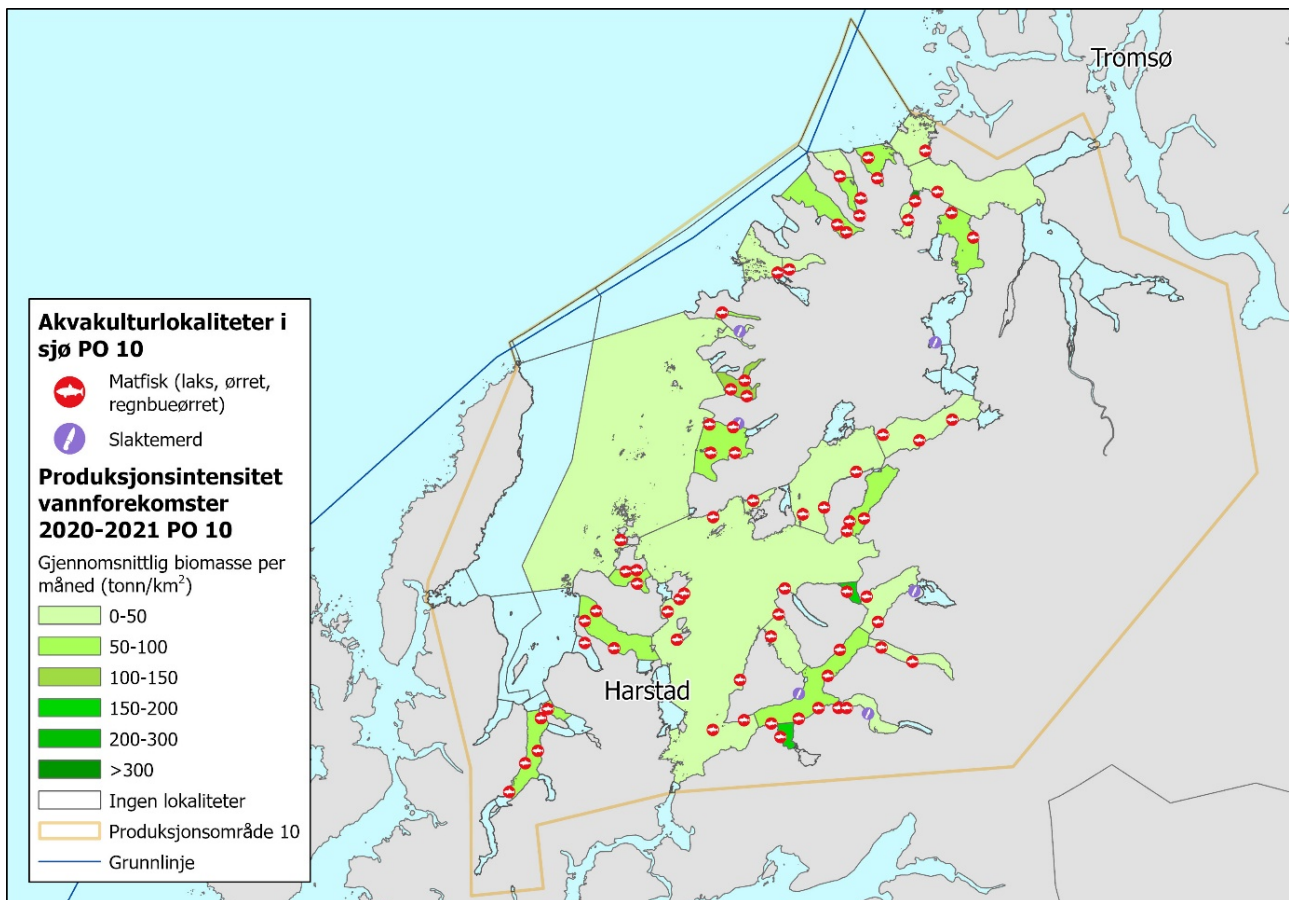 Tromsø
Harstad
Akvakulturlokaliteter i
sjø PO 10
Matfisk (laks, ørret,
regnbueørret)
Slaktemerd
Produksjonsintensitet
vannforekomster
2020-2021 PO 10
Gjennomsnittlig biomasse per
måned (tonn/km²)
0-50
50-100
100-150
150-200
200-300
>300
Ingen lokaliteter
Produksjonsområde 10
Grunnlinje